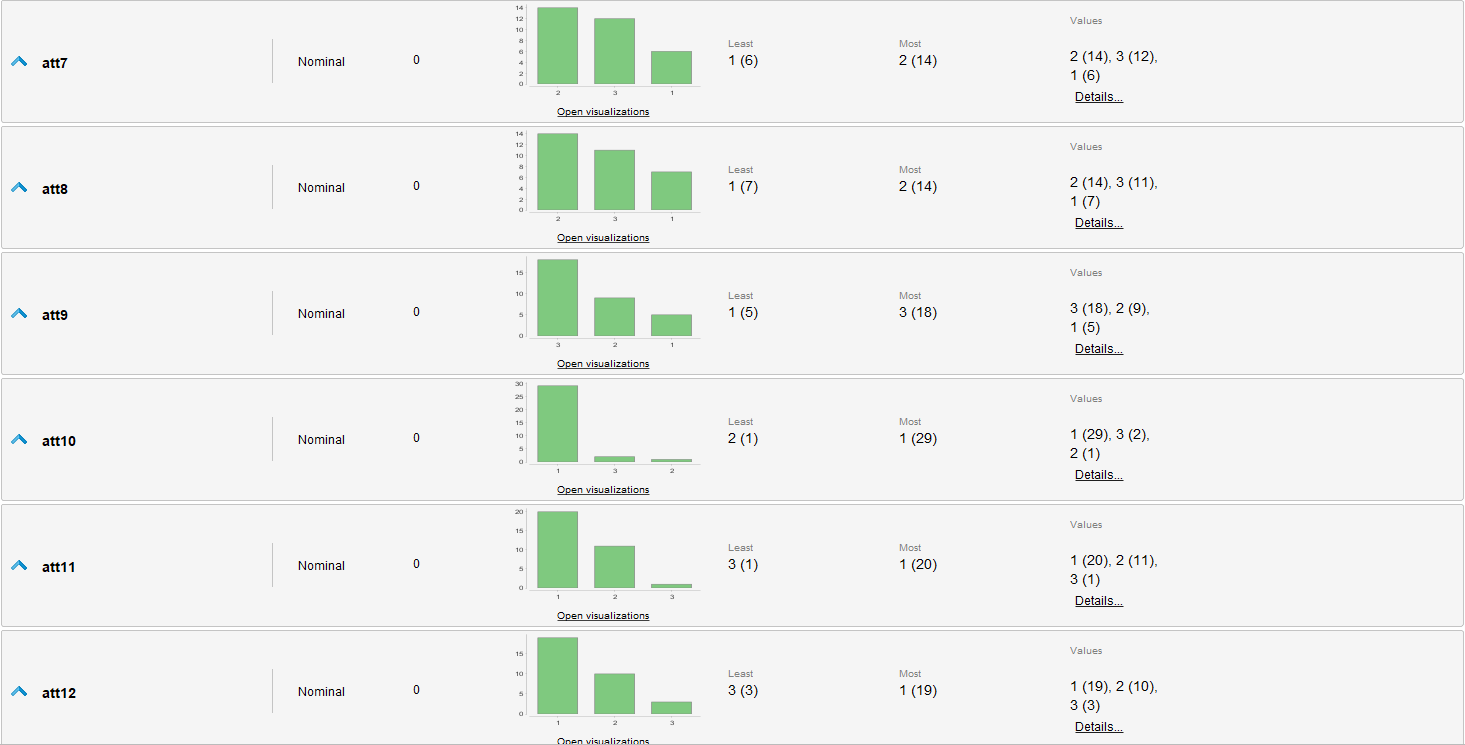 att7
Nominal
0
14
12
10
8
6
4
2
0
2 3 1
Open visualizations
Least
1 (6)
Most
2 (14)
Values
2 (14), 3 (12),
1 (6)
Details...
att8
Nominal
0
14
12
10
8
6
4
2
0
2 3 1
Open visualizations
Least
1 (7)
Most
2 (14)
Values
2 (14), 3 (11),
1 (7)
Details...
att9
Nominal
0
15
10
5
0
3 2 1
Open visualizations
Least
1 (5)
Most
3 (18)
Values
3 (18), 2 (9),
1 (5)
Details...
att10
Nominal
0
30
25
20
15
10
5
0
1 3 2
Open visualizations
Least
2 (1)
Most
1 (29)
Values
1 (29), 3 (2),
2 (1)
Details...
att11
Nominal
0
20
15
10
5
0
1 2 3
Open visualizations
Least
3 (1)
Most
1 (20)
Values
1 (20), 2 (11),
3 (1)
Details...
att12
Nominal
0
15
10
5
0
1 2 3
Open visualizations
Least
3 (3)
Most
1 (19)
Values
1 (19), 2 (10),
3 (3)
Details...